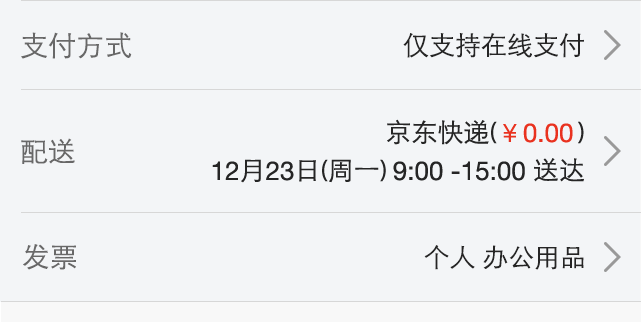 支付方式 仅支持在线支付
配送 京东快递(￥0.00)
12月23日(周一) 9:00 -15:00 送达
发票 个人 办公用品